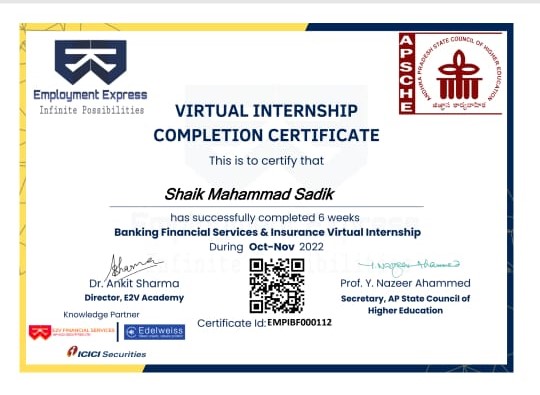 Employment Express
Infinite Possibilities
APSCHE
ANDHRA PRADESH STATE COUNCIL OF HIGHER EDUCATION
VIRTUAL INTERNSHIP
COMPLETION CERTIFICATE
This is to certify that
Shaik Mahammad Sadik
has successfully completed 6 weeks
Banking Financial Services & Insurance Virtual Internship
During Oct-Nov 2022
Dr. Ankit Sharma
Director, E2V Academy
Prof. Y. Nazeer Ahammed
Secretary, AP State Council of
Higher Education
Knowledge Partner
E2V FINANCIAL SERVICES
Edelweiss
Certificate Id: EMPIBF000112
ICICI Securities